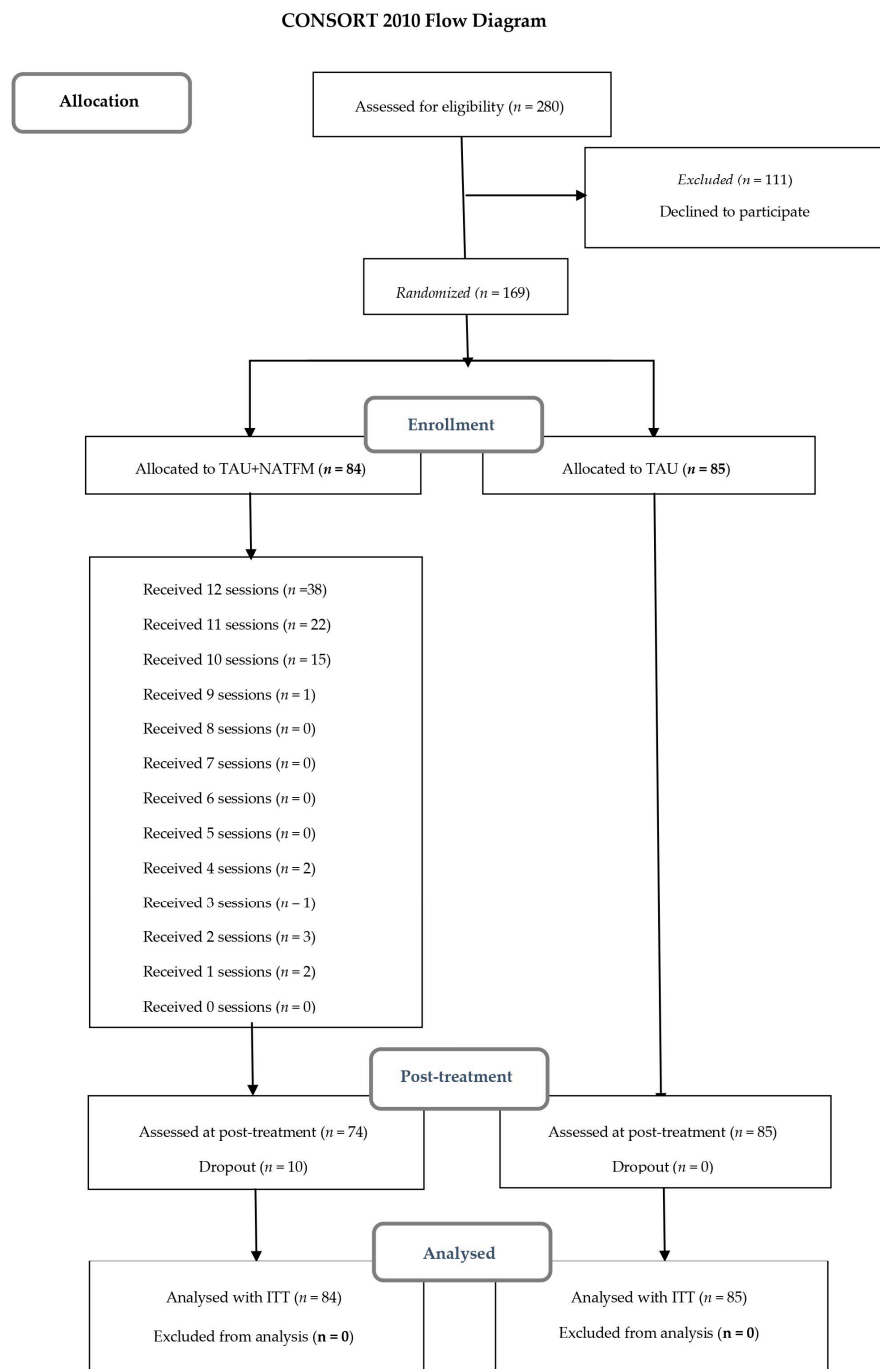 CONSORT 2010 Flow Diagram
Allocation
Assessed for eligibility (n = 280)
Excluded (n = 111)
Declined to participate
Randomized (n = 169)
Enrollment
Allocated to TAU+NATFM (n = 84)
Allocated to TAU (n = 85)
Received 12 sessions (n =38)
Received 11 sessions (n = 22)
Received 10 sessions (n = 15)
Received 9 sessions (n = 1)
Received 8 sessions (n = 0)
Received 7 sessions (n = 0)
Received 6 sessions (n = 0)
Received 5 sessions (n = 0)
Received 4 sessions (n = 2)
Received 3 sessions (n – 1)
Received 2 sessions (n = 3)
Received 1 sessions (n = 2)
Received 0 sessions (n = 0)
Post-treatment
Assessed at post-treatment (n = 74)
Dropout (n = 10)
Assessed at post-treatment (n = 85)
Dropout (n = 0)
Analysed
Analysed with ITT (n = 84)
Excluded from analysis (n = 0)
Analysed with ITT (n = 85)
Excluded from analysis (n = 0)